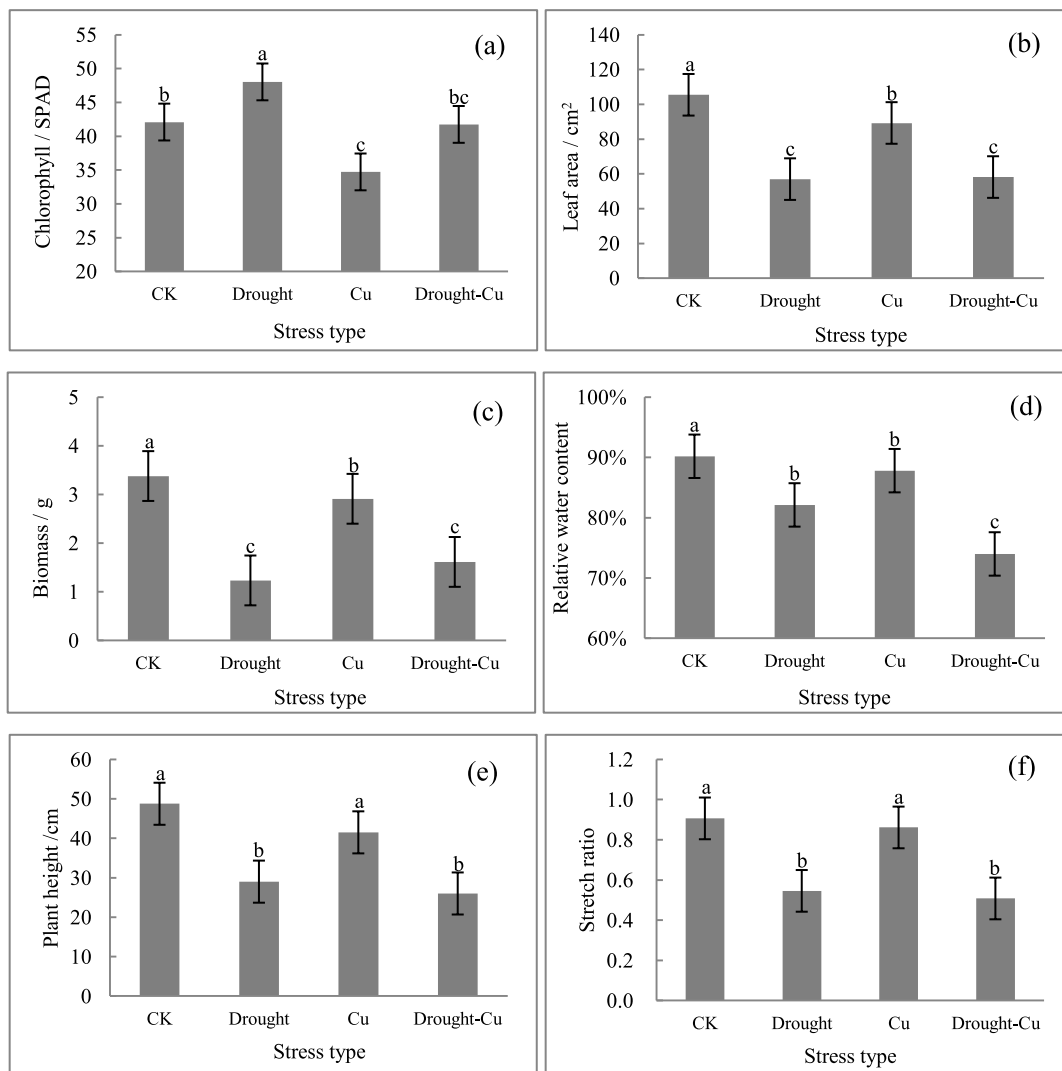 (a)
Chlorophyll / SPAD
55
50
45
40
35
30
25
20
b
a
c
bc
CK Drought Cu Drought-Cu
Stress type
(b)
Leaf area / cm²
140
120
100
80
60
40
20
0
a
c
b
c
CK Drought Cu Drought-Cu
Stress type
(c)
Biomass / g
5
4
3
2
1
0
a
c
b
c
CK Drought Cu Drought-Cu
Stress type
(d)
Relative water content
100%
90%
80%
70%
60%
a
b
b
c
CK Drought Cu Drought-Cu
Stress type
(e)
Plant height /cm
60
50
40
30
20
10
0
a
b
a
b
CK Drought Cu Drought-Cu
Stress type
(f)
Stretch ratio
1.2
1.0
0.8
0.6
0.4
0.2
0.0
a
b
a
b
CK Drought Cu Drought-Cu
Stress type